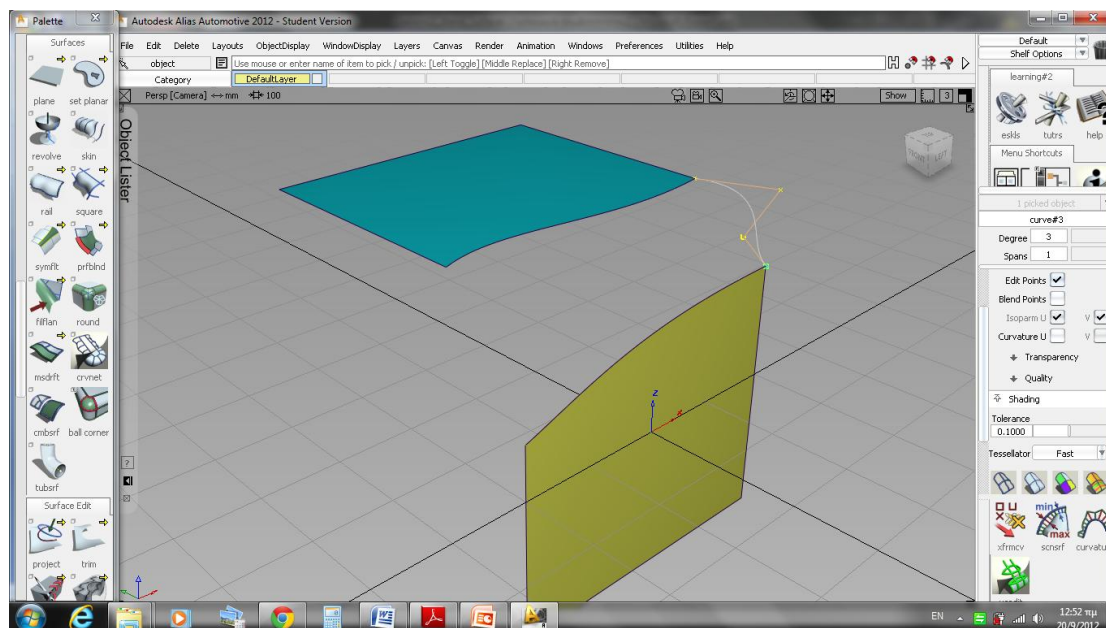 Palette
Autodesk Alias Automotive 2012 - Student Version
Surfaces
plane set planar
revolve skin
rail square
symflt prfblnd
filflan round
msdrft crvnet
cmbsrf ball corner
tubsrf
Surface Edit
project trim
File Edit Delete Layouts ObjectDisplay WindowDisplay Layers Canvas Render Animation Windows Preferences Utilities Help
object Use mouse or enter name of item to pick / unpick: [Left Toggle] [Middle Replace] [Right Remove]
Category DefaultLayer
Persp [Camera] mm 100 Show 3
Object Lister
?
FRONT LEFT
Z
X
Default
Shelf Options
learning#2
eskls tutrs help
Menu Shortcuts
1 picked object
curve#3
Degree 3
Spans 1
Edit Points
Blend Points
Isoparm U V
Curvature U V
Transparency
Quality
Shading
Tolerance
0.1000
Tessellator Fast
min
max
xfrmcv scnsrf curvatu
EN 12:52 πμ
20/9/2012